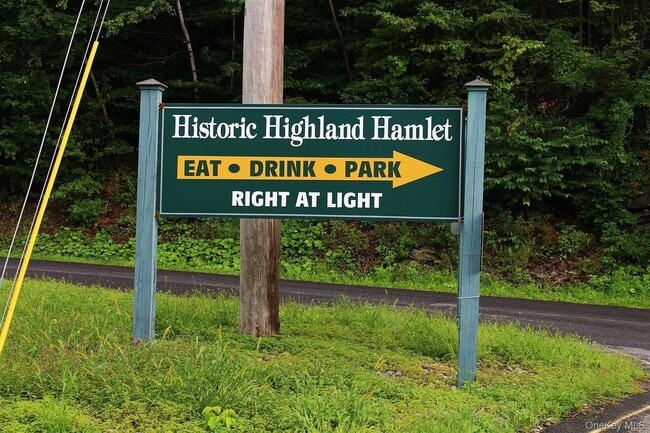 Historic Highland Hamlet
EAT • DRINK • PARK
RIGHT AT LIGHT
OneKey MLS